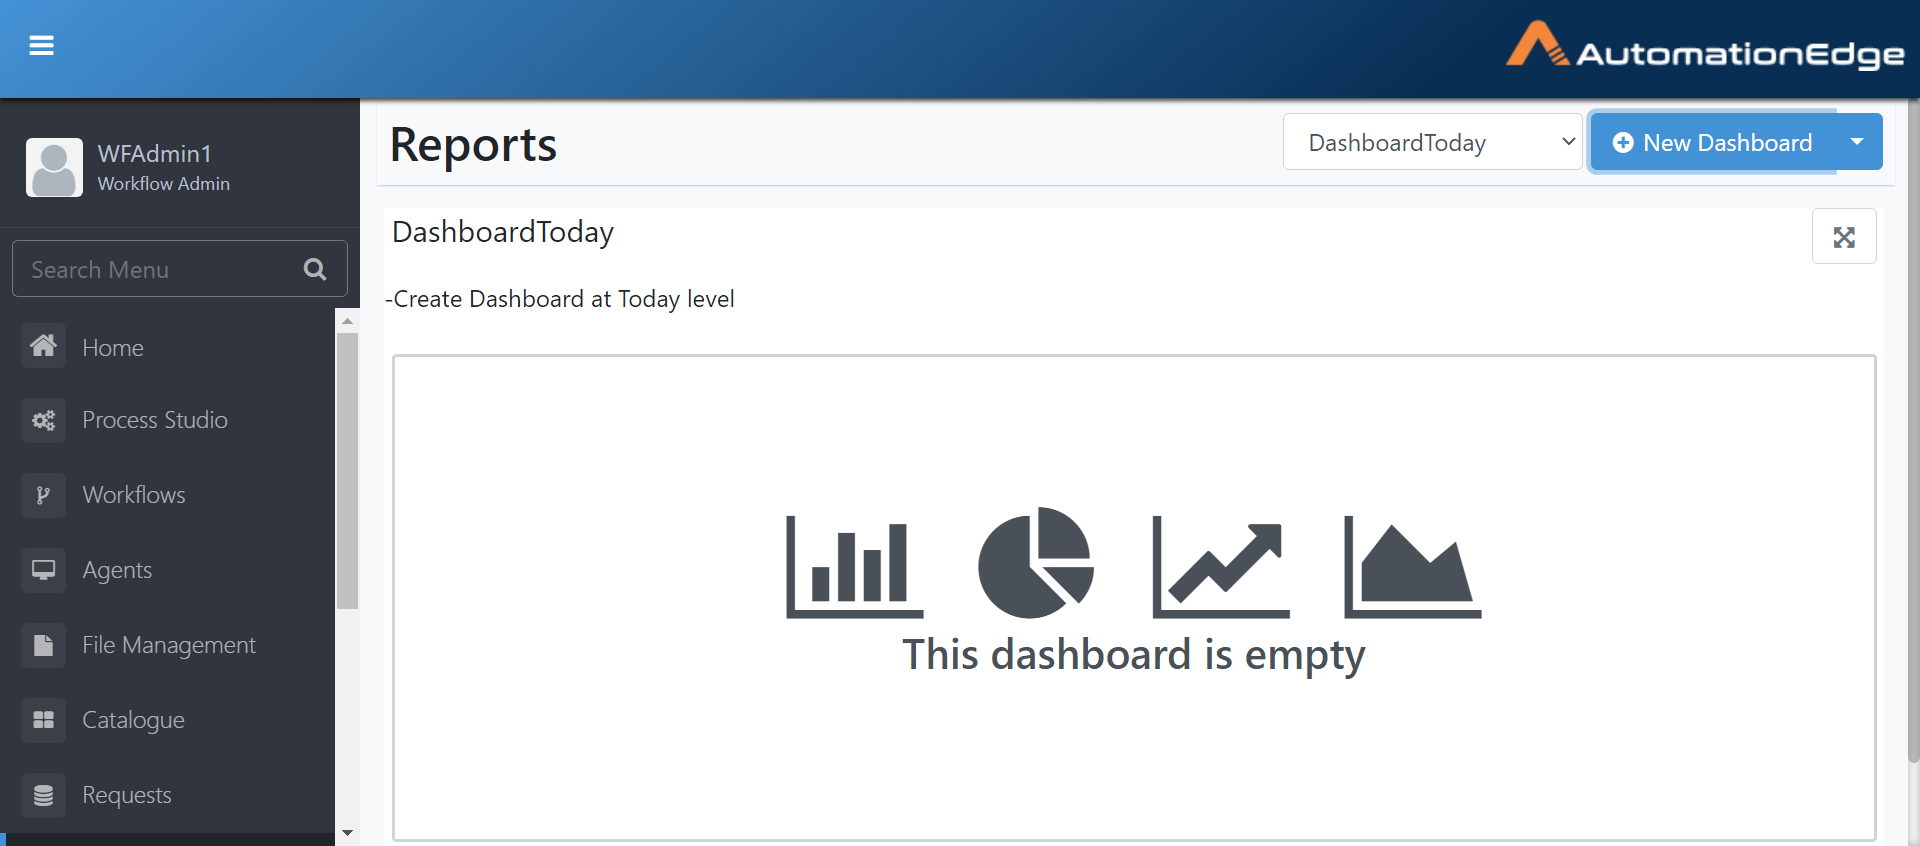 AutomationEdge
WFAdmin1
Workflow Admin
Search Menu
Home
Process Studio
Workflows
Agents
File Management
Catalogue
Requests
Reports
DashboardToday
New Dashboard
DashboardToday
-Create Dashboard at Today level
This dashboard is empty